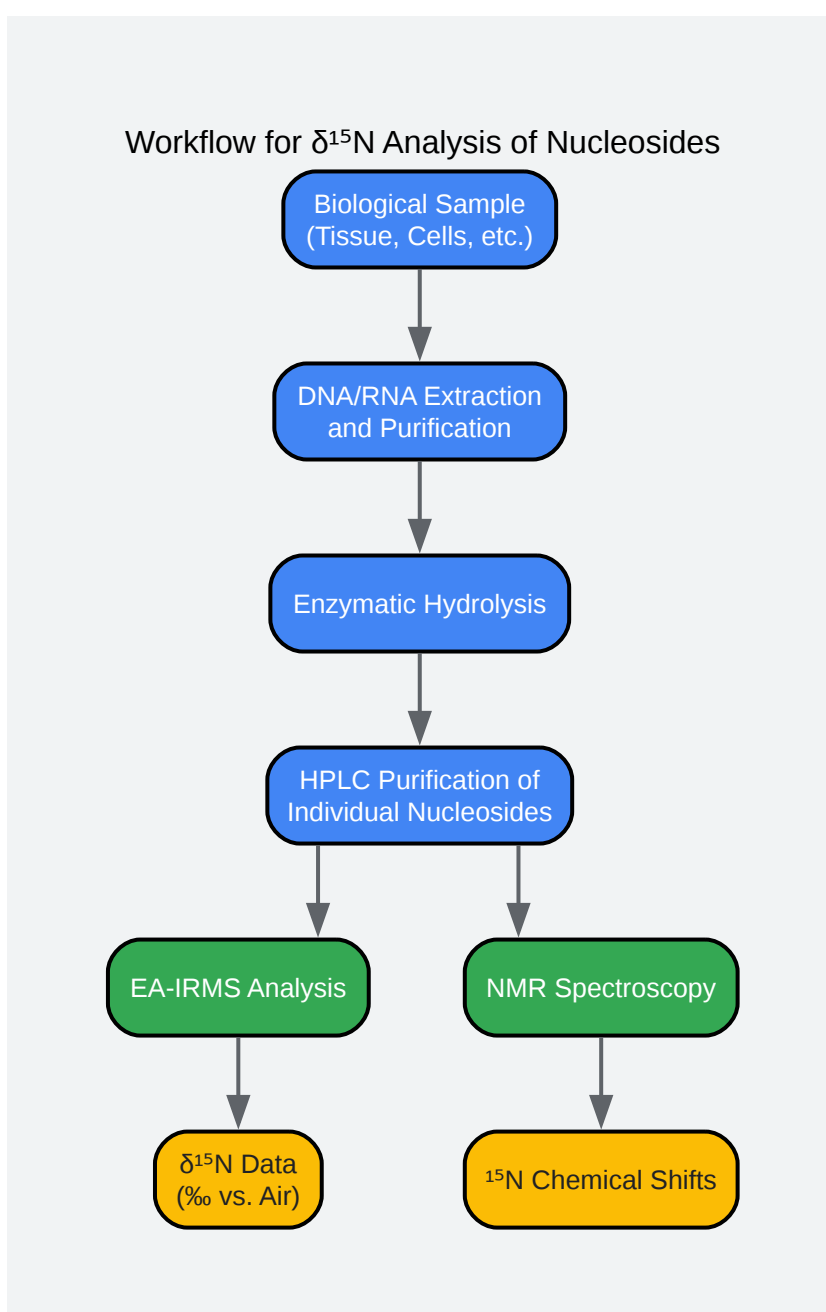 Workflow for δ¹⁵N Analysis of Nucleosides
Biological Sample
(Tissue, Cells, etc.)
DNA/RNA Extraction
and Purification
Enzymatic Hydrolysis
HPLC Purification of
Individual Nucleosides
EA-IRMS Analysis
NMR Spectroscopy
δ¹⁵N Data
(‰ vs. Air)
¹⁵N Chemical Shifts